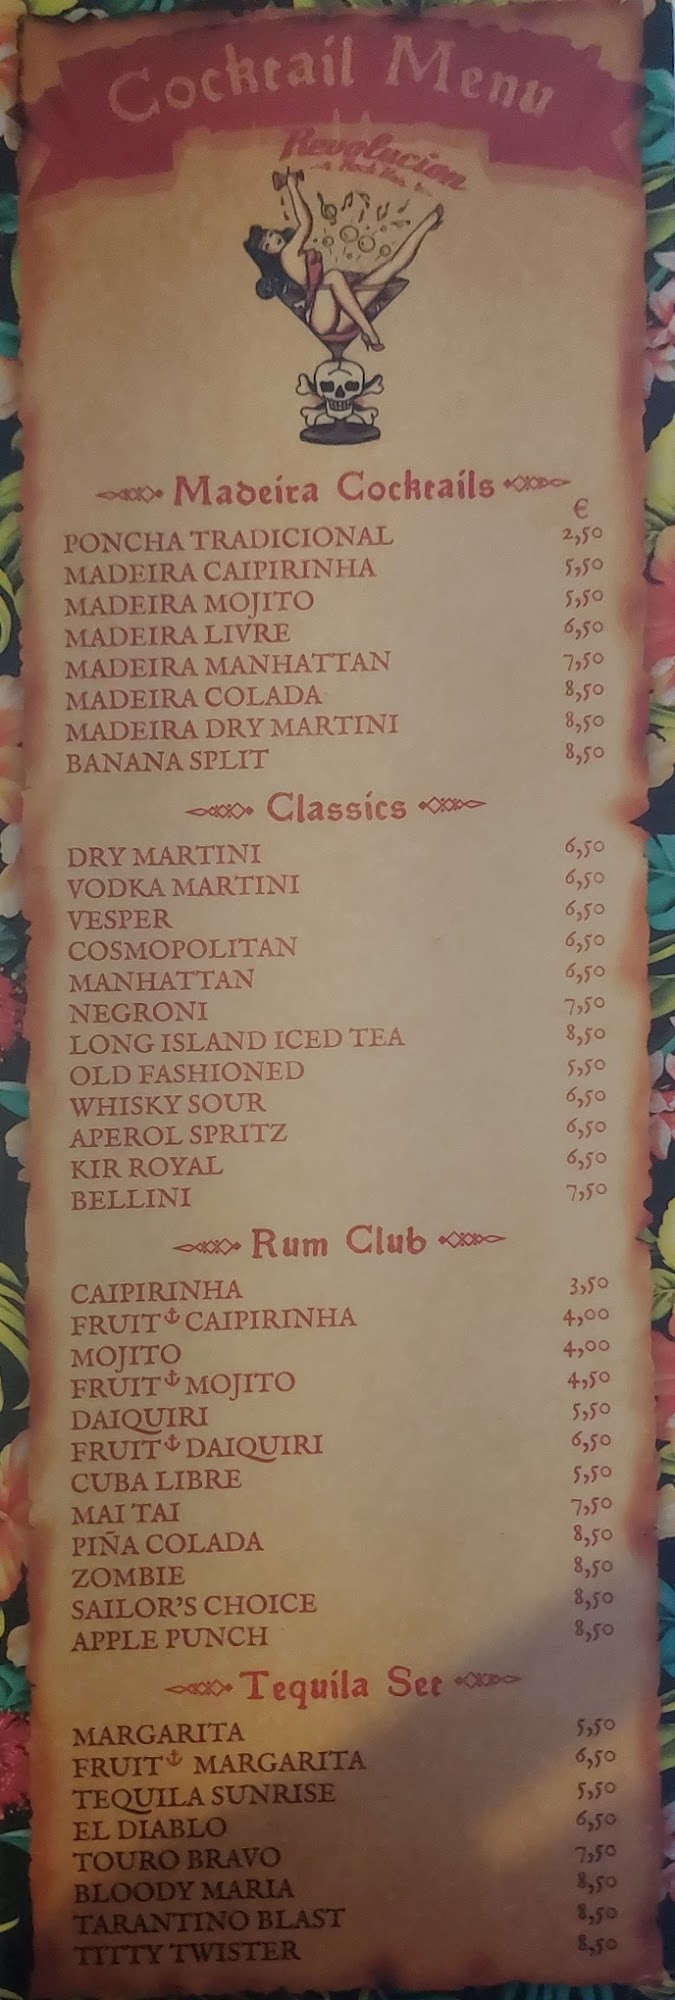 Cocktail Menu
Revolucion
Madeira Cocktails
€
PONCHA TRADICIONAL 2,50
MADEIRA CAIPIRINHA 5,50
MADEIRA MOJITO 5,50
MADEIRA LIVRE 6,50
MADEIRA MANHATTAN 7,50
MADEIRA COLADA 8,50
MADEIRA DRY MARTINI 8,50
BANANA SPLIT 8,50
Classics
DRY MARTINI 6,50
VODKA MARTINI 6,50
VESPER 6,50
COSMOPOLITAN 6,50
MANHATTAN 6,50
NEGRONI 7,50
LONG ISLAND ICED TEA 8,50
OLD FASHIONED 5,50
WHISKY SOUR 6,50
APEROL SPRITZ 6,50
KIR ROYAL 6,50
BELLINI 7,50
Rum Club
CAIPIRINHA 3,50
FRUIT⚓CAIPIRINHA 4,00
MOJITO 4,00
FRUIT⚓MOJITO 4,50
DAIQUIRI 5,50
FRUIT⚓DAIQUIRI 6,50
CUBA LIBRE 5,50
MAI TAI 7,50
PIÑA COLADA 8,50
ZOMBIE 8,50
SAILOR'S CHOICE 8,50
APPLE PUNCH 8,50
Tequila Set
MARGARITA 5,50
FRUIT⚓ MARGARITA 6,50
TEQUILA SUNRISE 5,50
EL DIABLO 6,50
TOURO BRAVO 7,50
BLOODY MARIA 8,50
TARANTINO BLAST 8,50
TITTY TWISTER 8,50